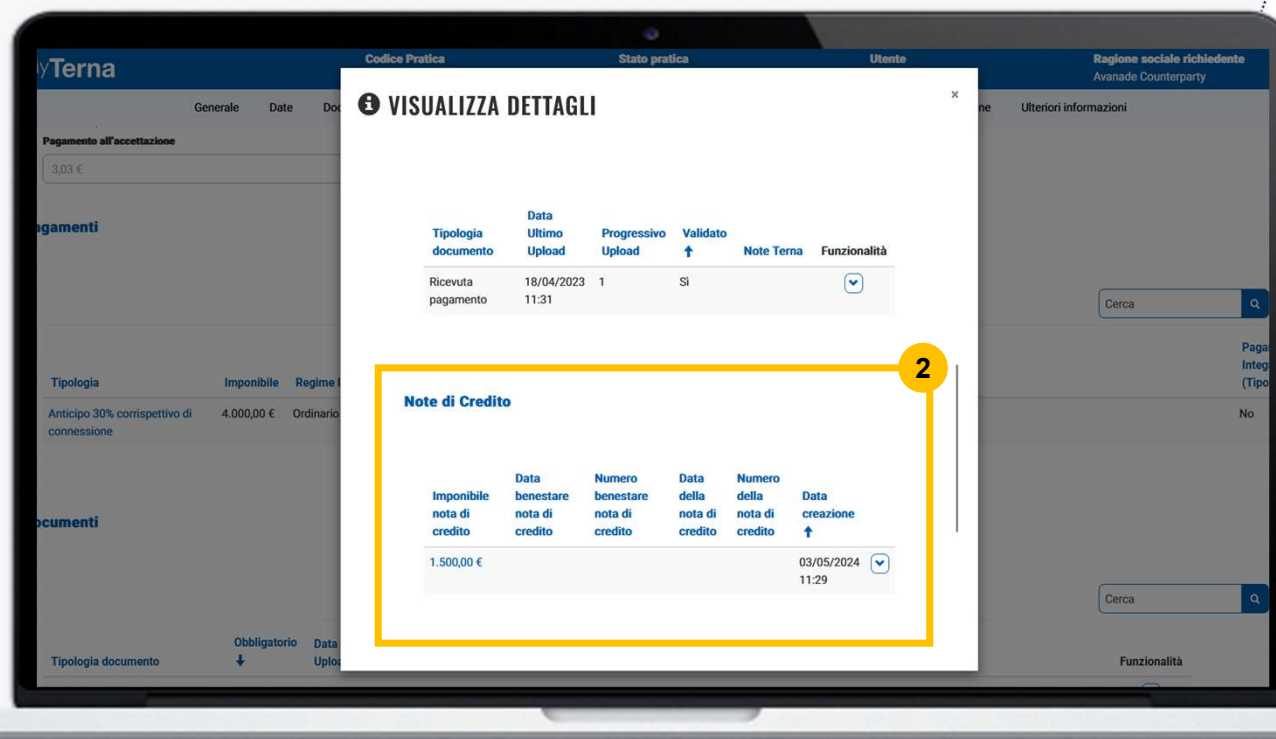 yTerna
Codice Pratica
Stato pratica
Utente
Ragione sociale richiedente
Avanade Counterparty
Generale Date Doc
ne Ulteriori informazioni
VISUALIZZA DETTAGLI
×
Pagamento all'accettazione
3,03 €
agamenti
Tipologia documento
Data Ultimo Upload
Progressivo Upload
Validato
Note Terna
Funzionalità
Ricevuta pagamento
18/04/2023 11:31
1
Sì
Cerca
Tipologia
Imponibile
Regime I
Paga
Integ
(Tipo
Anticipo 30% corrispettivo di connessione
4.000,00 €
Ordinario
No
2
Note di Credito
Imponibile nota di credito
Data benestare nota di credito
Numero benestare nota di credito
Data della nota di credito
Numero della nota di credito
Data creazione
1.500,00 €
03/05/2024 11:29
ocumenti
Cerca
Tipologia documento
Obbligatorio
Data
Uploa
Funzionalità